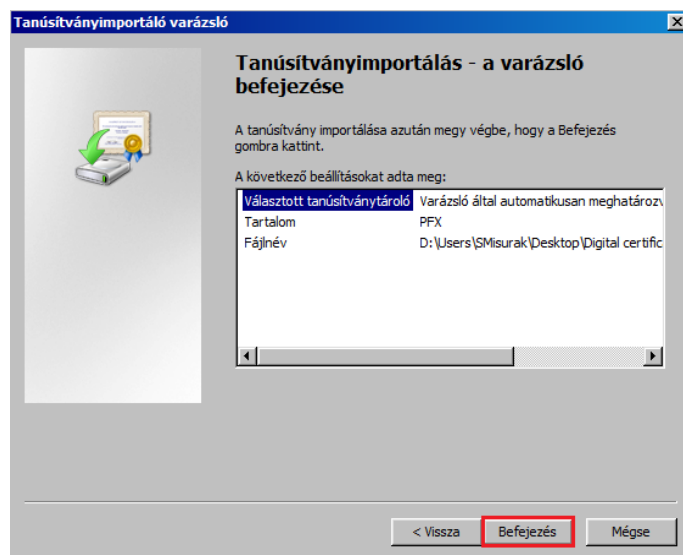 Tanúsítványimportáló varázsló
Tanúsítványimportálás - a varázsló
befejezése
A tanúsítvány importálása azután megy végbe, hogy a Befejezés
gombra kattint.
A következő beállításokat adta meg:
Választott tanúsítványtároló Varázsló által automatikusan meghatározv
Tartalom PFX
Fájlnév D:\Users\SMisurak\Desktop\Digital certific
< Vissza Befejezés Mégse